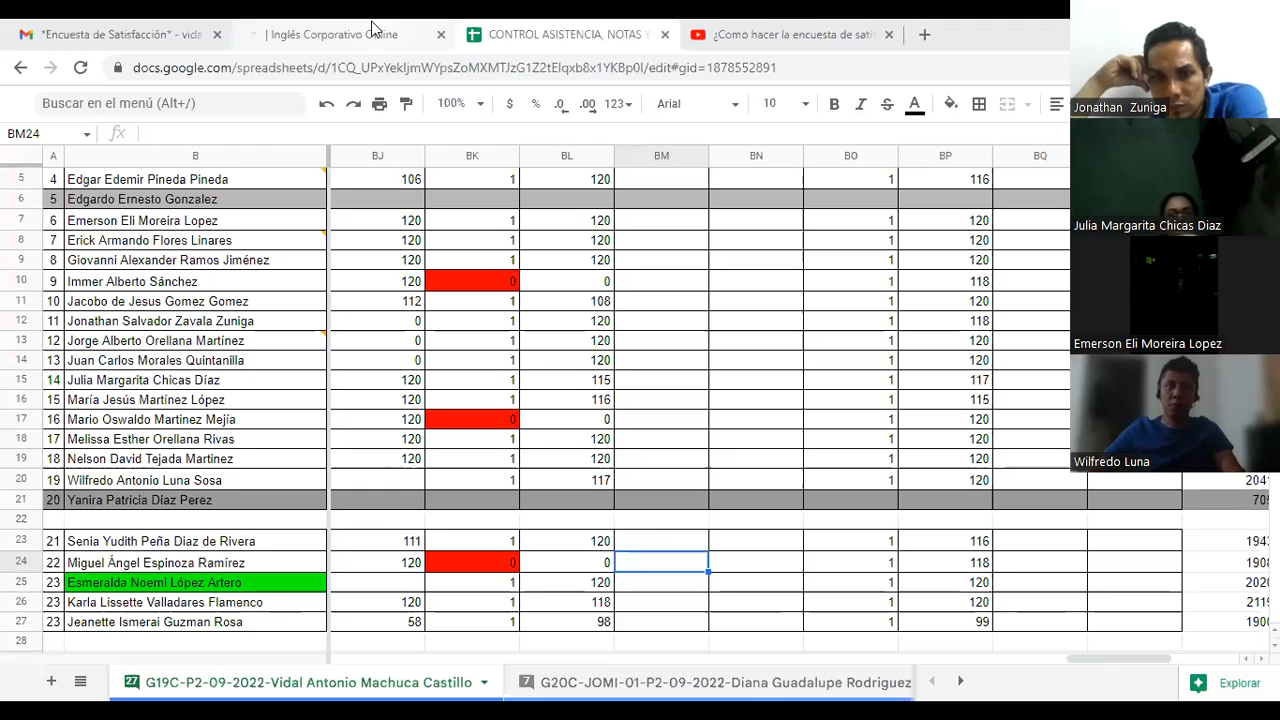 *Encuesta de Satisfacción* - vida
| Inglés Corporativo Online
CONTROL ASISTENCIA, NOTAS Y
¿Como hacer la encuesta de satis
docs.google.com/spreadsheets/d/1CQ_UPxYekIjmWYpsZoMXMTJzG1Z2tElqxb8x1YKBp0I/edit#gid=1878552891
Buscar en el menú (Alt+/)
100% $ % .0 .00 123 Arial 10 B I S A
BM24 fx
A B BJ BK BL BM BN BO BP BQ
5 4 Edgar Edemir Pineda Pineda 106 1 120 1 116
6 5 Edgardo Ernesto Gonzalez
7 6 Emerson Eli Moreira Lopez 120 1 120 1 120
8 7 Erick Armando Flores Linares 120 1 120 1 120
9 8 Giovanni Alexander Ramos Jiménez 120 1 120 1 120
10 9 Immer Alberto Sánchez 120 0 0 1 118
11 10 Jacobo de Jesus Gomez Gomez 112 1 108 1 120
12 11 Jonathan Salvador Zavala Zuniga 0 1 120 1 118
13 12 Jorge Alberto Orellana Martínez 0 1 120 1 120
14 13 Juan Carlos Morales Quintanilla 0 1 120 1 120
15 14 Julia Margarita Chicas Díaz 120 1 115 1 117
16 15 María Jesús Martínez López 120 1 116 1 115
17 16 Mario Oswaldo Martinez Mejía 120 0 0 1 120
18 17 Melissa Esther Orellana Rivas 120 1 120 1 120
19 18 Nelson David Tejada Martinez 120 1 120 1 120
20 19 Wilfredo Antonio Luna Sosa 1 117 1 120 2041
21 20 Yanira Patricia Diaz Perez 705
22
23 21 Senia Yudith Peña Diaz de Rivera 111 1 120 1 116 1943
24 22 Miguel Ángel Espinoza Ramírez 120 0 0 1 118 1908
25 23 Esmeralda Noemi López Artero 1 120 1 120 2020
26 23 Karla Lissette Valladares Flamenco 120 1 118 1 120 2119
27 23 Jeanette Ismerai Guzman Rosa 58 1 98 1 99 1900
28
27 G19C-P2-09-2022-Vidal Antonio Machuca Castillo
7 G20C-JOMI-01-P2-09-2022-Diana Guadalupe Rodriguez
Explorar
Jonathan Zuniga
Julia Margarita Chicas Diaz
Emerson Eli Moreira Lopez
Wilfredo Luna